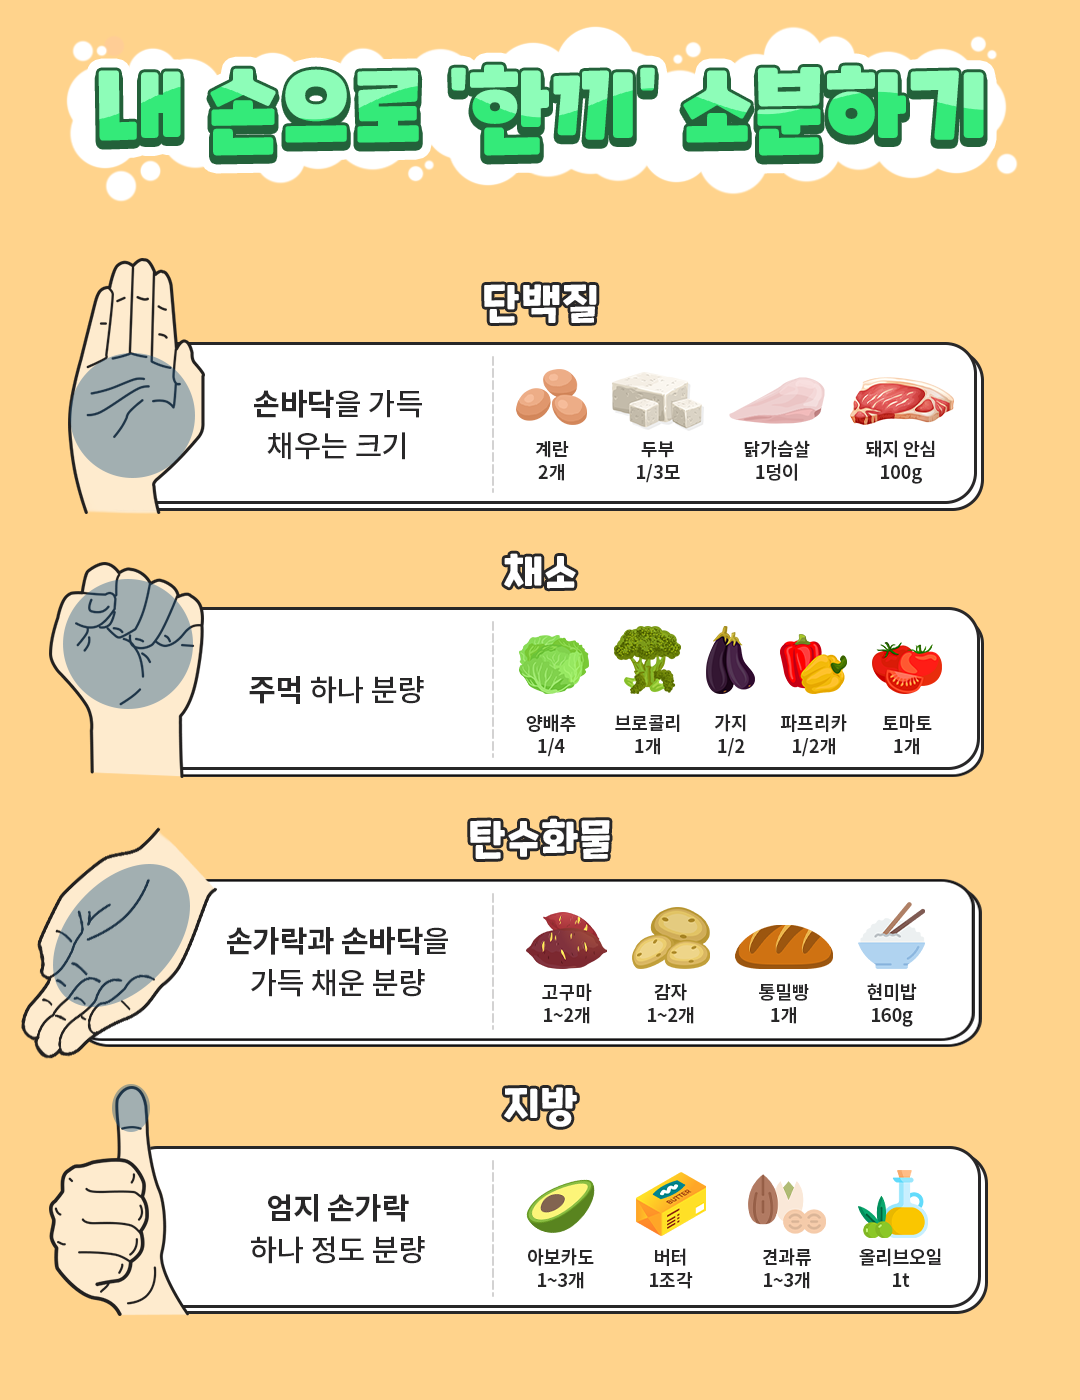 내 손으로 '한끼' 소분하기
단백질
손바닥을 가득
채우는 크기
계란
2개
두부
1/3모
닭가슴살
1덩이
돼지 안심
100g
채소
주먹 하나 분량
양배추
1/4
브로콜리
1개
가지
1/2
파프리카
1/2개
토마토
1개
탄수화물
손가락과 손바닥을
가득 채운 분량
고구마
1~2개
감자
1~2개
통밀빵
1개
현미밥
160g
지방
엄지 손가락
하나 정도 분량
아보카도
1~3개
BUTTER
버터
1조각
견과류
1~3개
올리브오일
1t